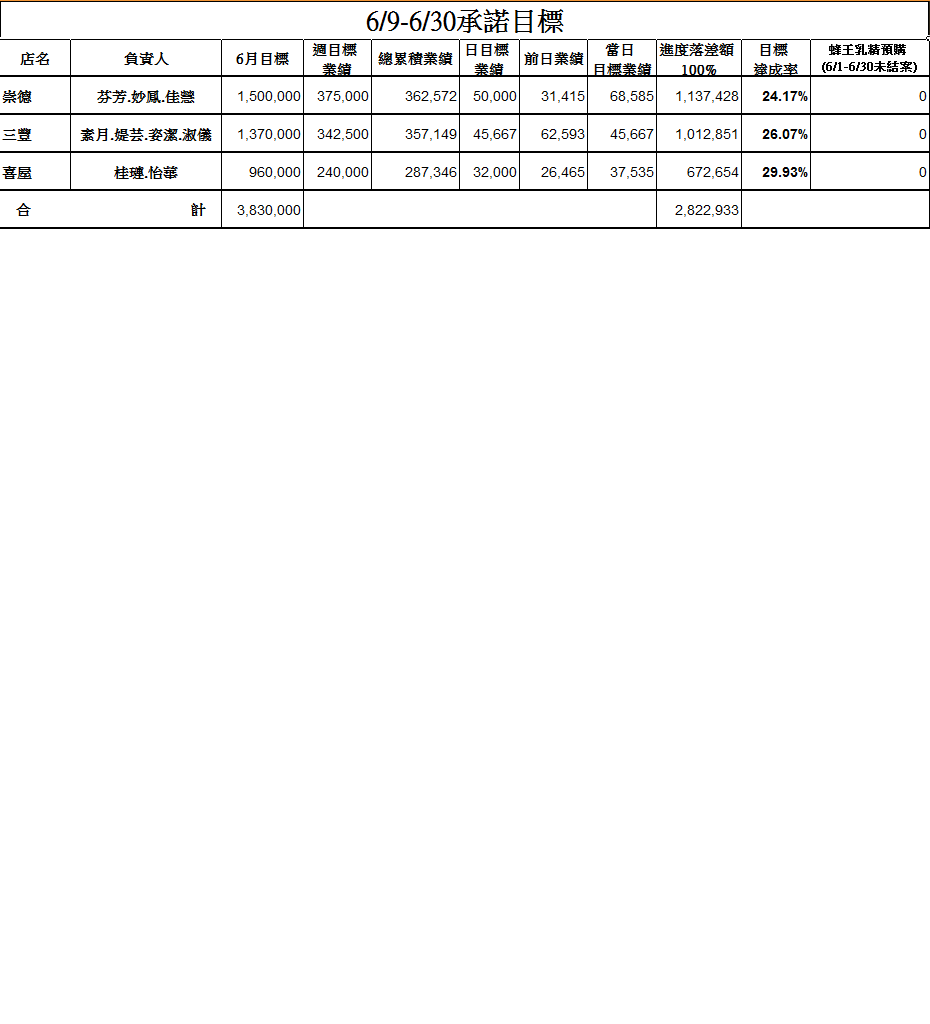 6/9-6/30承諾目標
店名 負責人 6月目標 週目標業績 總累積業績 日目標業績 前日業績 當日目標業績 進度落差額100% 目標達成率 蜂王乳精預購(6/1-6/30未結案)
崇德 芬芳.妙鳳.佳慧 1,500,000 375,000 362,572 50,000 31,415 68,585 1,137,428 24.17% 0
三豐 素月.媞芸.姿潔.淑儀 1,370,000 342,500 357,149 45,667 62,593 45,667 1,012,851 26.07% 0
喜屋 桂璉.怡華 960,000 240,000 287,346 32,000 26,465 37,535 672,654 29.93% 0
合計 3,830,000 2,822,933